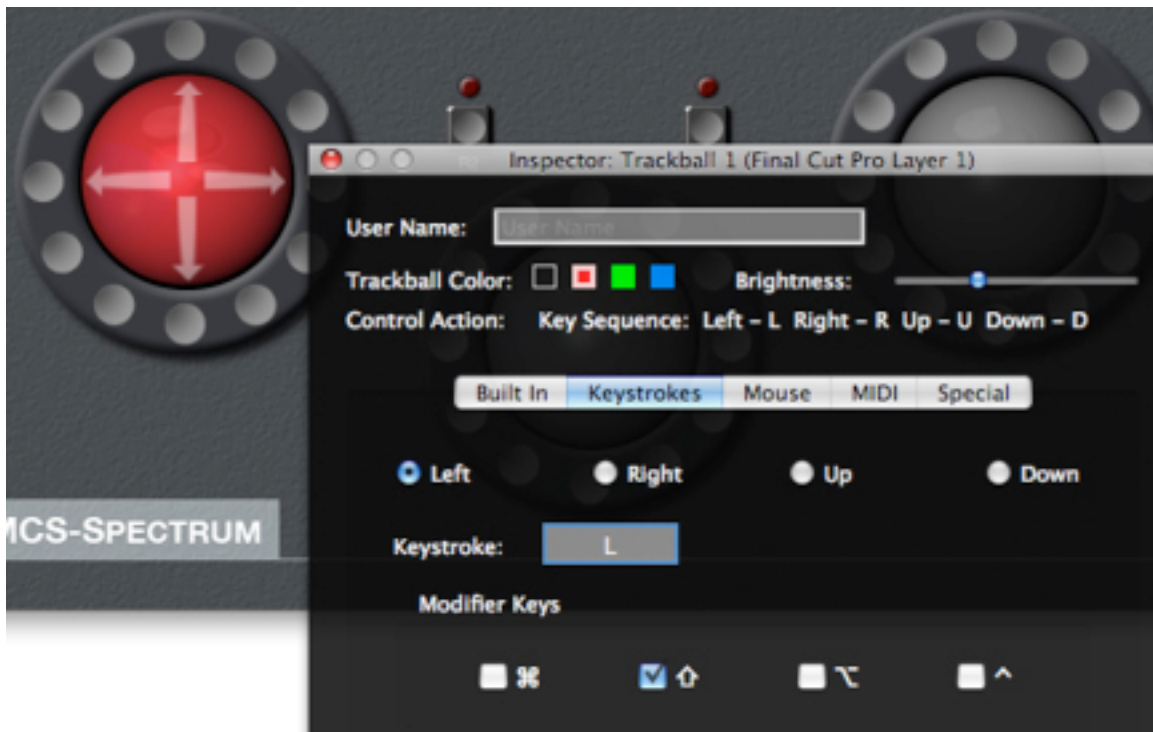 Inspector: Trackball 1 (Final Cut Pro Layer 1)
User Name: User Name
Trackball Color: Brightness:
Control Action: Key Sequence: Left – L Right – R Up – U Down – D
Built In Keystrokes Mouse MIDI Special
Left Right Up Down
MCS-SPECTRUM
Keystroke: L
Modifier Keys
⌘ ⇧ ⌥ ^